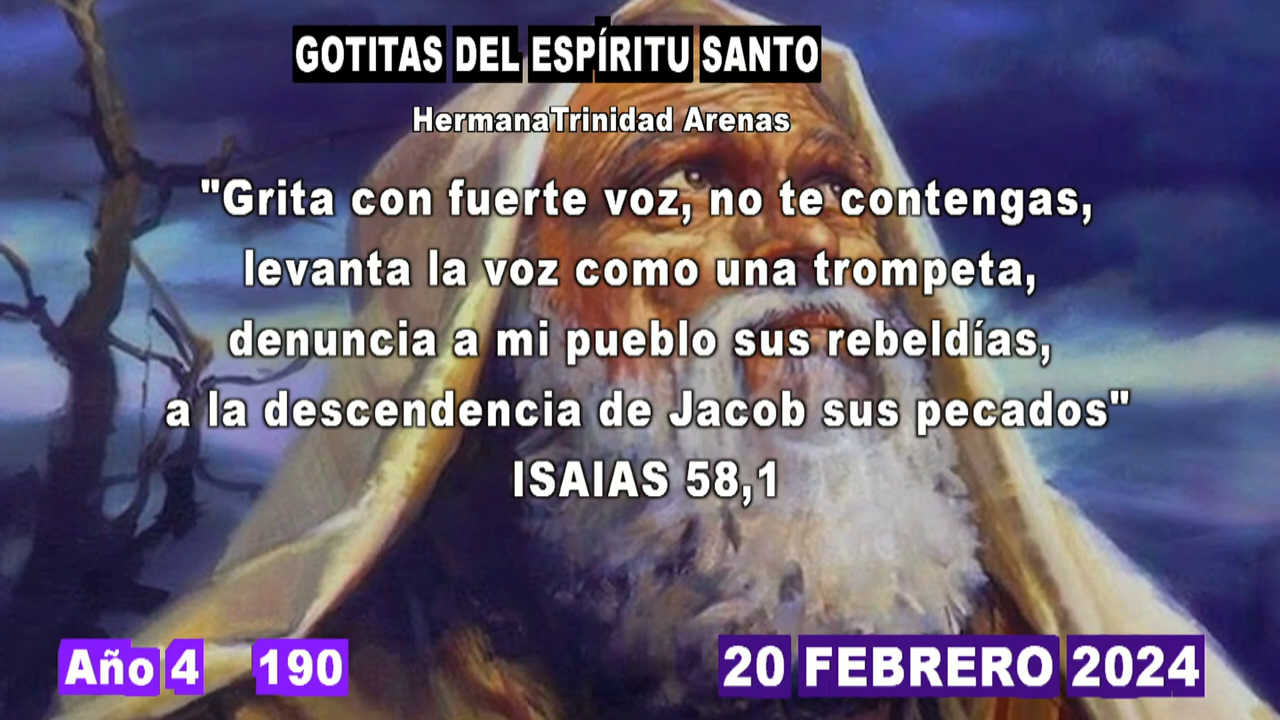 GOTITAS DEL ESPÍRITU SANTO
HermanaTrinidad Arenas
"Grita con fuerte voz, no te contengas,
levanta la voz como una trompeta,
denuncia a mi pueblo sus rebeldías,
a la descendencia de Jacob sus pecados"
ISAIAS 58,1
Año 4 190
20 FEBRERO 2024